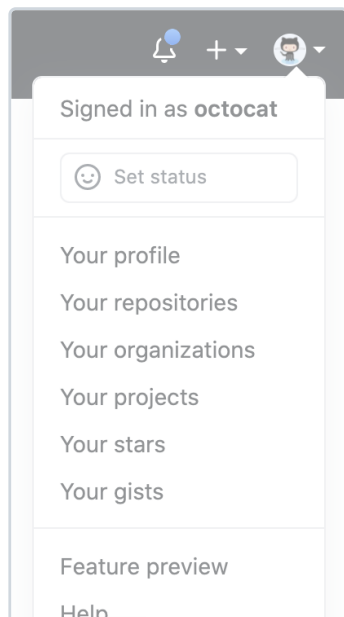 Signed in as octocat
Set status
Your profile
Your repositories
Your organizations
Your projects
Your stars
Your gists
Feature preview
Help